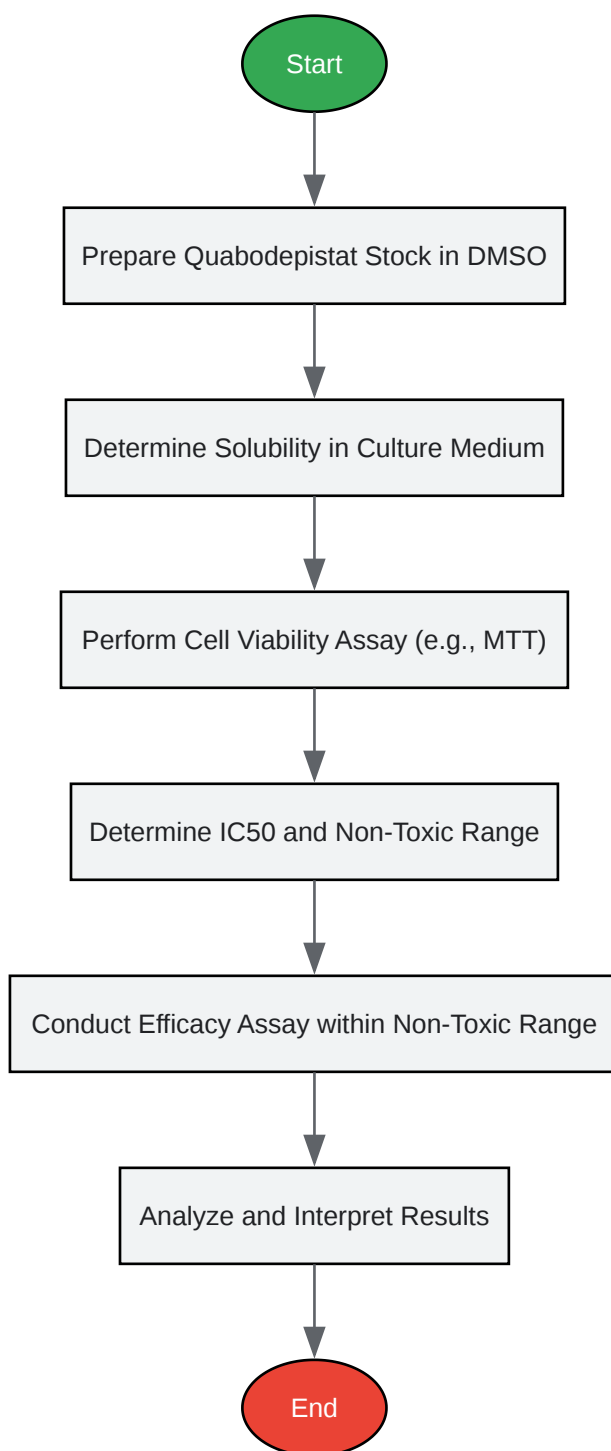 Start
Prepare Quabodepistat Stock in DMSO
Determine Solubility in Culture Medium
Perform Cell Viability Assay (e.g., MTT)
Determine IC50 and Non-Toxic Range
Conduct Efficacy Assay within Non-Toxic Range
Analyze and Interpret Results
End